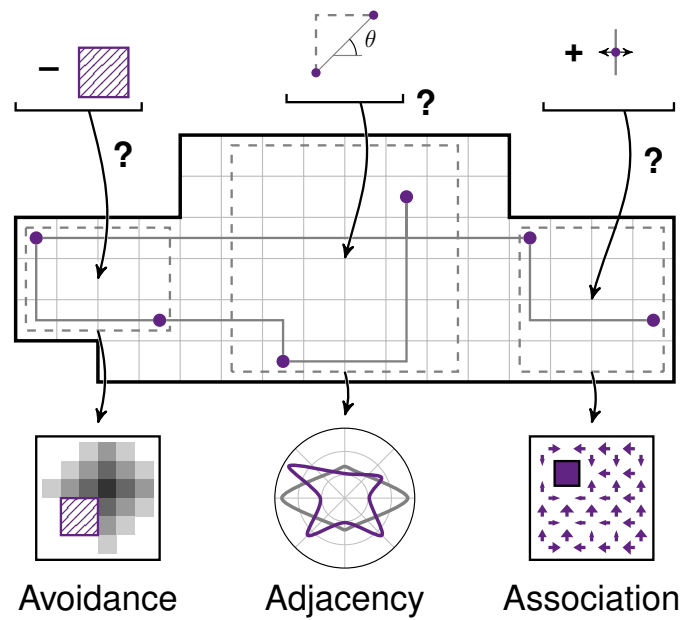 −
θ
+
?
?
?
Avoidance
Adjacency
Association